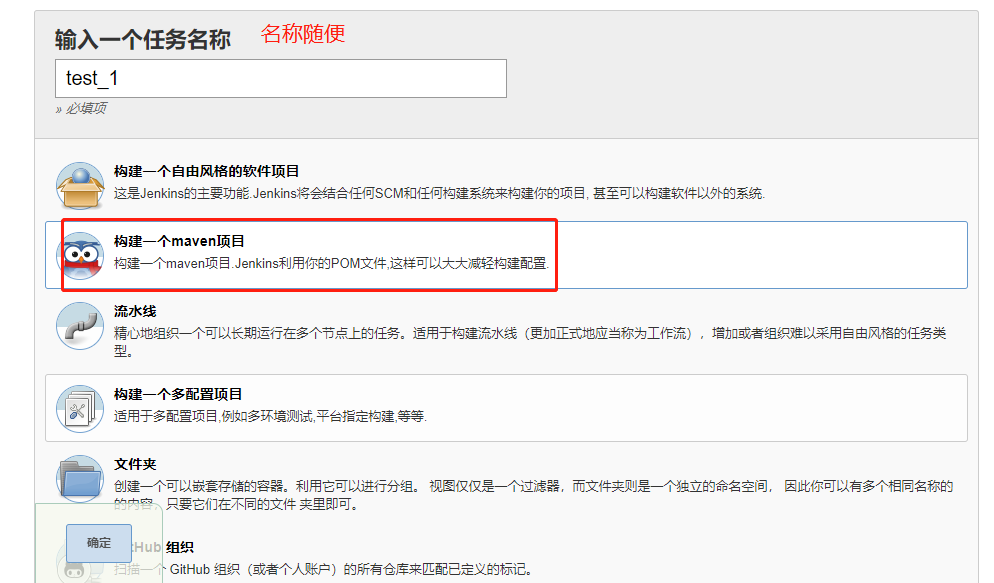 输入一个任务名称 名称随便
test_1
» 必填项
构建一个自由风格的软件项目
这是Jenkins的主要功能.Jenkins将会结合任何SCM和任何构建系统来构建你的项目, 甚至可以构建软件以外的系统.
构建一个maven项目
构建一个maven项目.Jenkins利用你的POM文件,这样可以大大减轻构建配置.
流水线
精心地组织一个可以长期运行在多个节点上的任务。适用于构建流水线（更加正式地应当称为工作流），增加或者组织难以采用自由风格的任务类
型。
构建一个多配置项目
适用于多配置项目,例如多环境测试,平台指定构建,等等.
文件夹
创建一个可以嵌套存储的容器。利用它可以进行分组。 视图仅仅是一个过滤器，而文件夹则是一个独立的命名空间， 因此你可以有多个相同名称的
的内容，只要它们在不同的文件 夹里即可。
确定
Hub 组织
扫描一个 GitHub 组织（或者个人账户）的所有仓库来匹配已定义的标记。